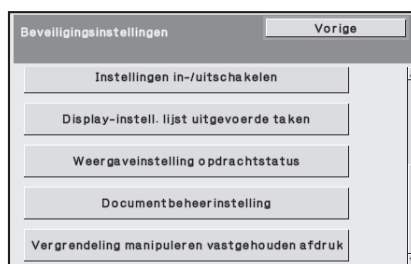 Beveiligingsinstellingen
Vorige
Instellingen in-/uitschakelen
Display-instell. lijst uitgevoerde taken
Weergaveinstelling opdrachtstatus
Documentbeheerinstelling
Vergrendeling manipuleren vastgehouden afdruk